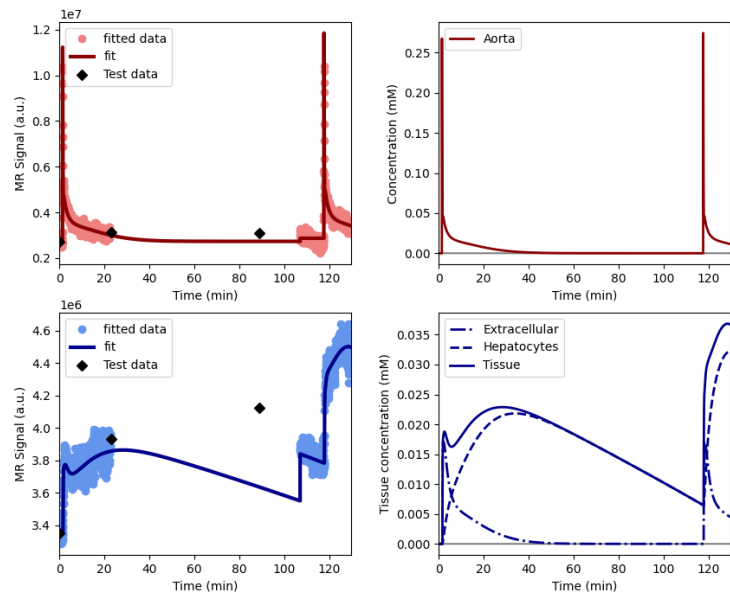 1e7
1.2
1.0
0.8
0.6
0.4
0.2
MR Signal (a.u.)
fitted data
fit
Test data
0 20 40 60 80 100 120
Time (min)
0.25
0.20
0.15
0.10
0.05
0.00
Concentration (mM)
Aorta
0 20 40 60 80 100 120
Time (min)
1e6
4.6
4.4
4.2
4.0
3.8
3.6
3.4
MR Signal (a.u.)
fitted data
fit
Test data
0 20 40 60 80 100 120
Time (min)
0.035
0.030
0.025
0.020
0.015
0.010
0.005
0.000
Tissue concentration (mM)
Extracellular
Hepatocytes
Tissue
0 20 40 60 80 100 120
Time (min)